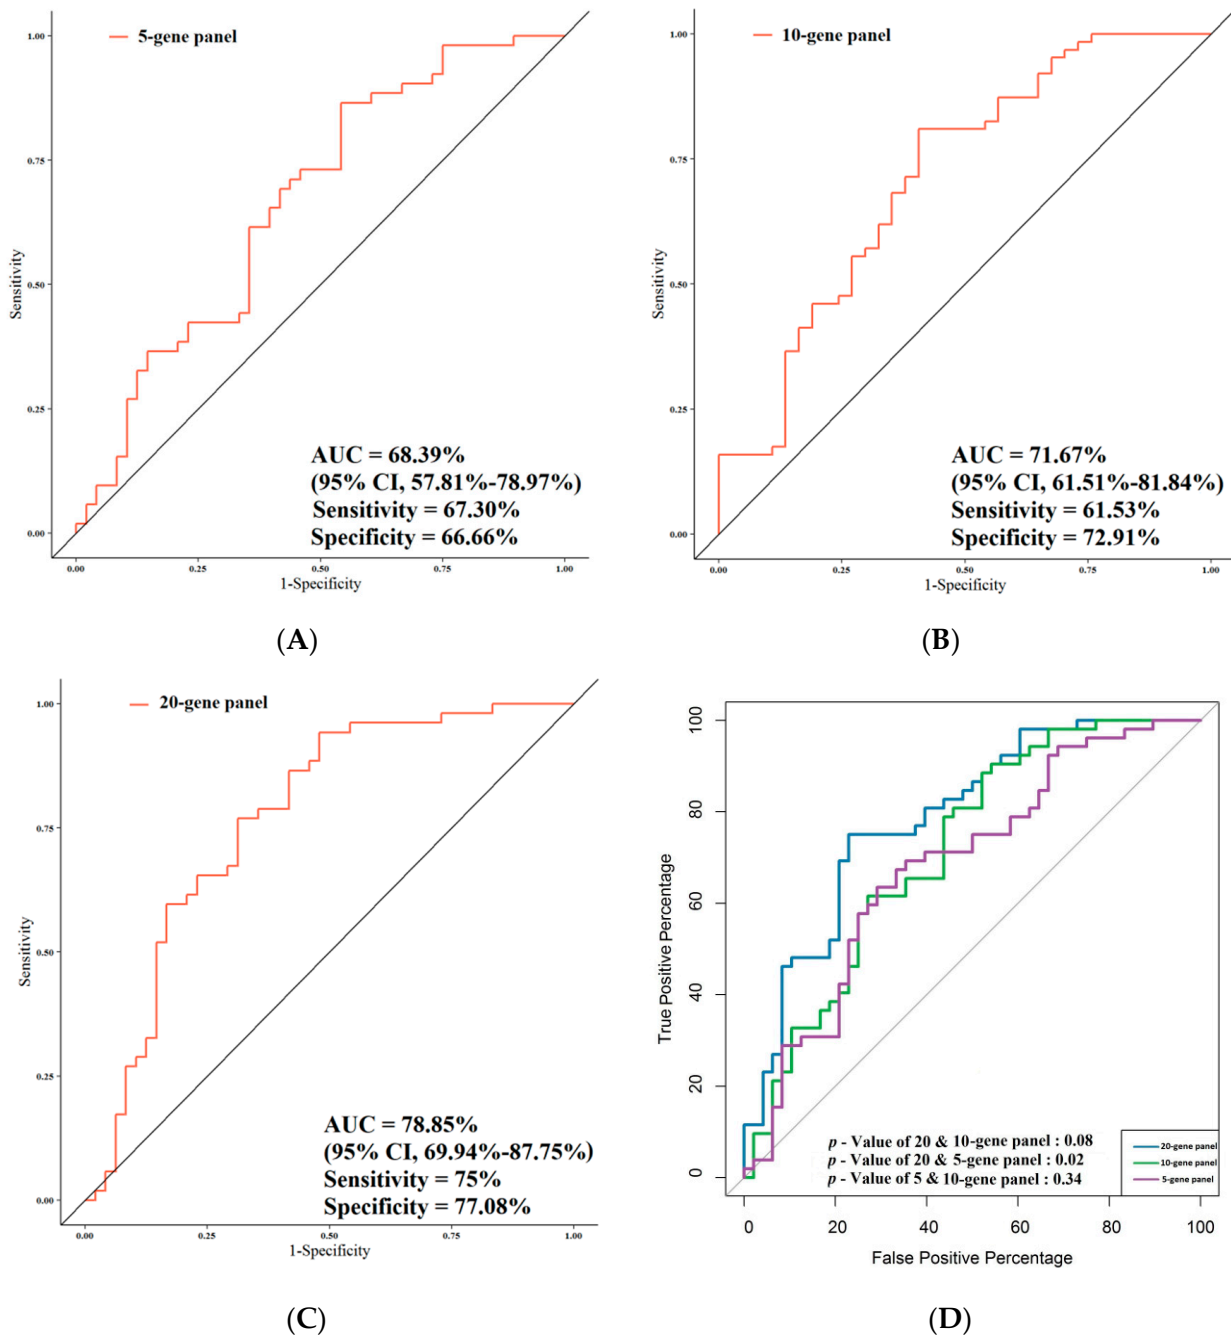 5-gene panel
1.00
0.75
0.50
0.25
0.00
Sensitivity
AUC = 68.39%
(95% CI, 57.81%-78.97%)
Sensitivity = 67.30%
Specificity = 66.66%
0.00 0.25 0.50 0.75 1.00
1-Specificity
(A)
10-gene panel
1.00
0.75
0.50
0.25
0.00
Sensitivity
AUC = 71.67%
(95% CI, 61.51%-81.84%)
Sensitivity = 61.53%
Specificity = 72.91%
0.00 0.25 0.50 0.75 1.00
1-Specificity
(B)
20-gene panel
1.00
0.75
0.50
0.25
0.00
Sensitivity
AUC = 78.85%
(95% CI, 69.94%-87.75%)
Sensitivity = 75%
Specificity = 77.08%
0.00 0.25 0.50 0.75 1.00
1-Specificity
(C)
100
80
60
40
20
0
True Positive Percentage
p - Value of 20 & 10-gene panel : 0.08
p - Value of 20 & 5-gene panel : 0.02
p - Value of 5 & 10-gene panel : 0.34
20-gene panel
10-gene panel
5-gene panel
0 20 40 60 80 100
False Positive Percentage
(D)